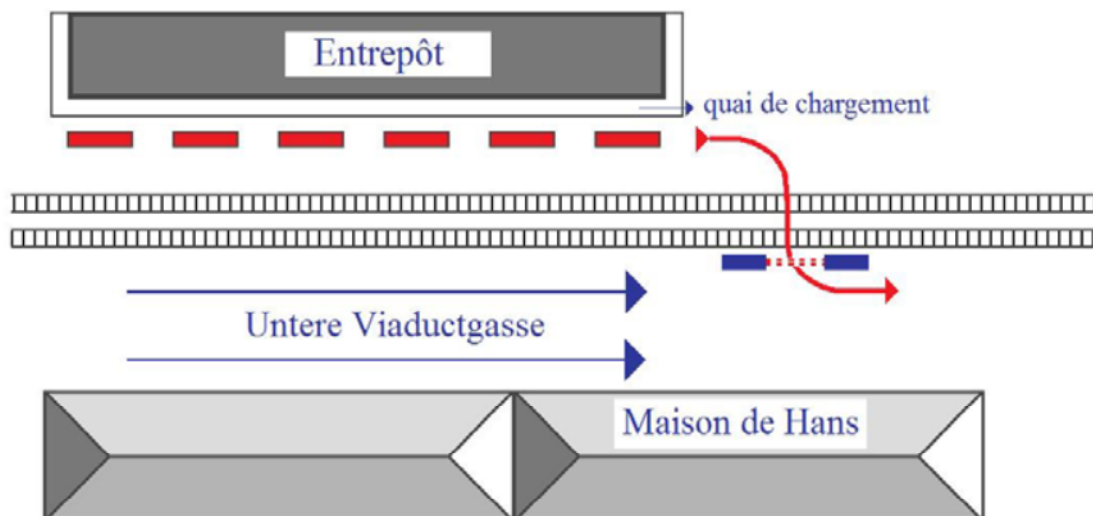 Entrepôt
quai de chargement
Untere Viaductgasse
Maison de Hans